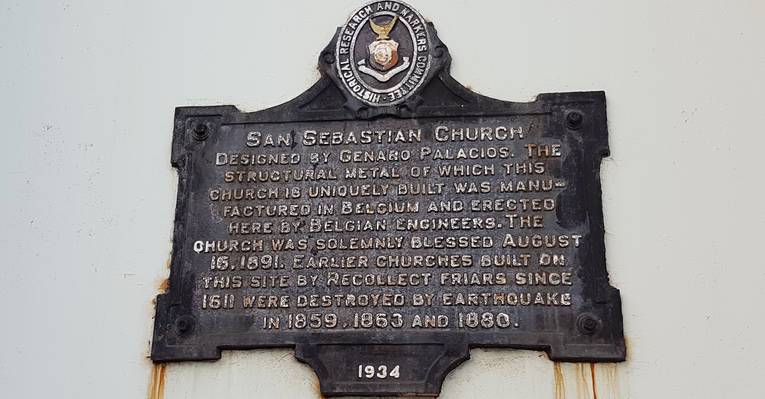 HISTORICAL RESEARCH AND MARKERS COMMITTEE
SAN SEBASTIAN CHURCH
DESIGNED BY GENARO PALACIOS. THE
STRUCTURAL METAL OF WHICH THIS
CHURCH IS UNIQUELY BUILT WAS MANU-
FACTURED IN BELGIUM AND ERECTED
HERE BY BELGIAN ENGINEERS. THE
CHURCH WAS SOLEMNLY BLESSED AUGUST
16, 1891. EARLIER CHURCHES BUILT ON
THIS SITE BY RECOLLECT FRIARS SINCE
1611 WERE DESTROYED BY EARTHQUAKE
IN 1859, 1863 AND 1880.
1934